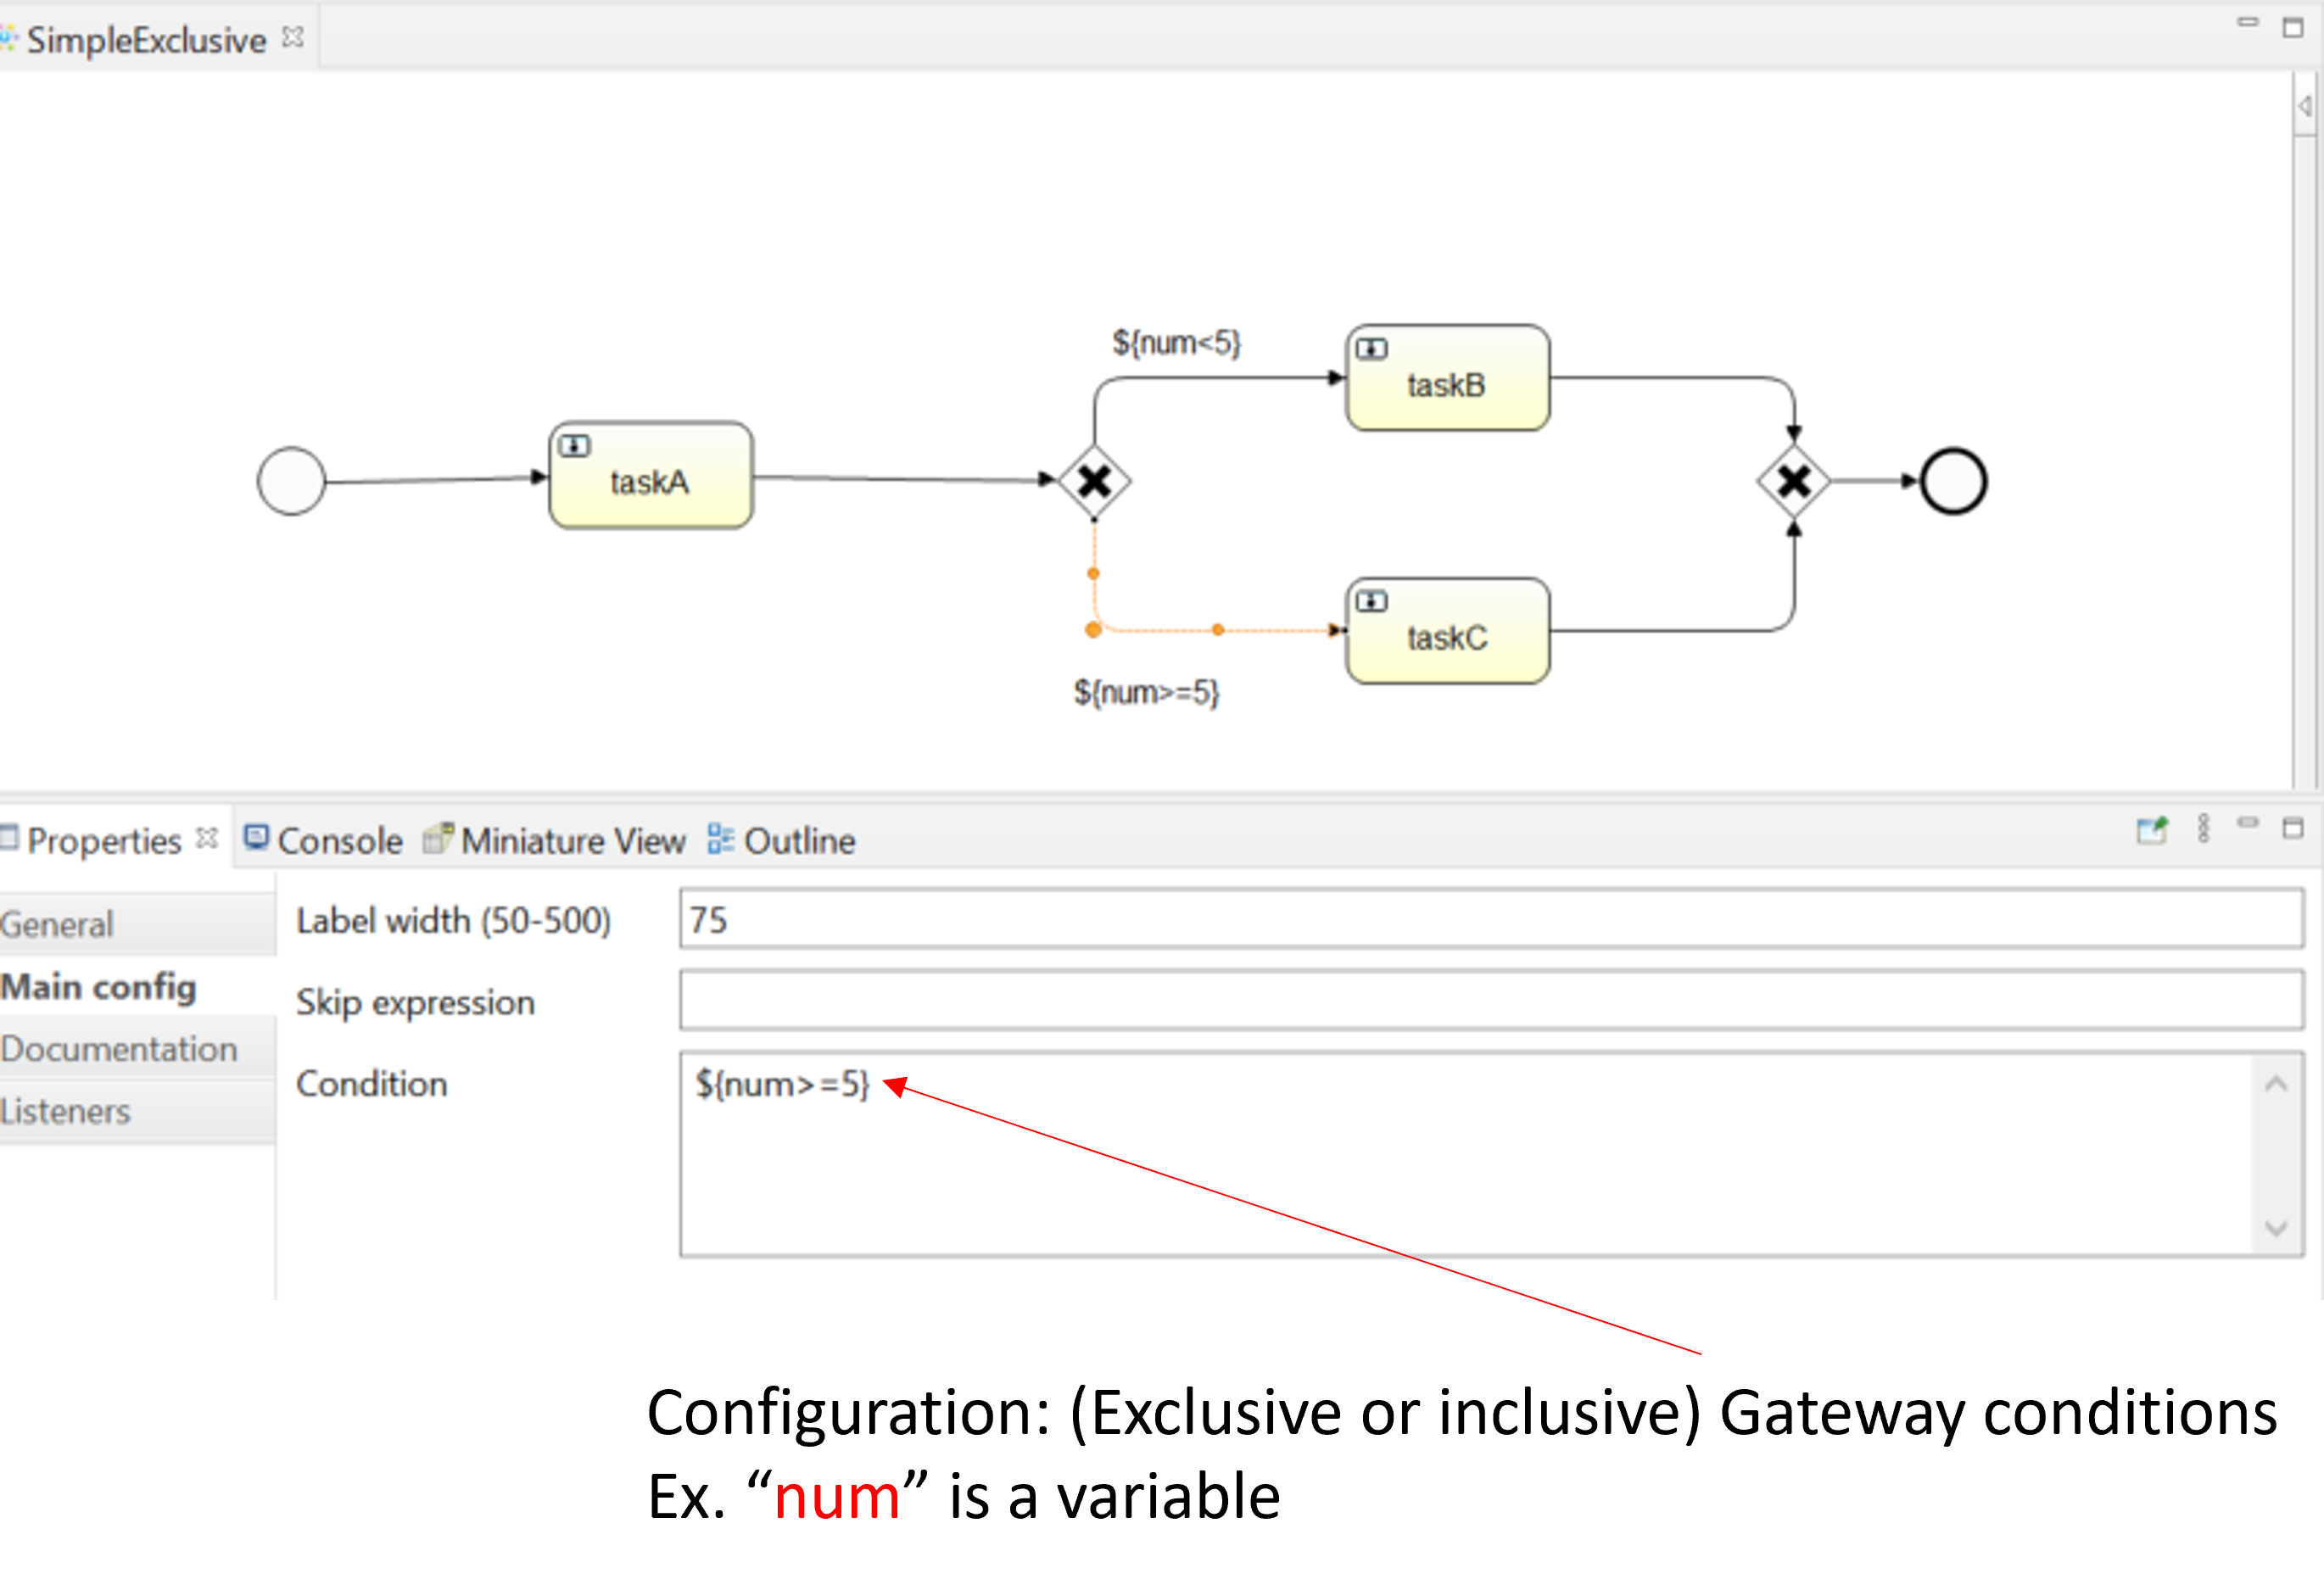 SimpleExclusive
${num<5}
taskB
taskA
taskC
${num>=5}
Properties Console Miniature View Outline
General
Label width (50-500) 75
Main config
Skip expression
Documentation
Condition ${num>=5}
Listeners
Configuration: (Exclusive or inclusive) Gateway conditions
Ex. “num” is a variable